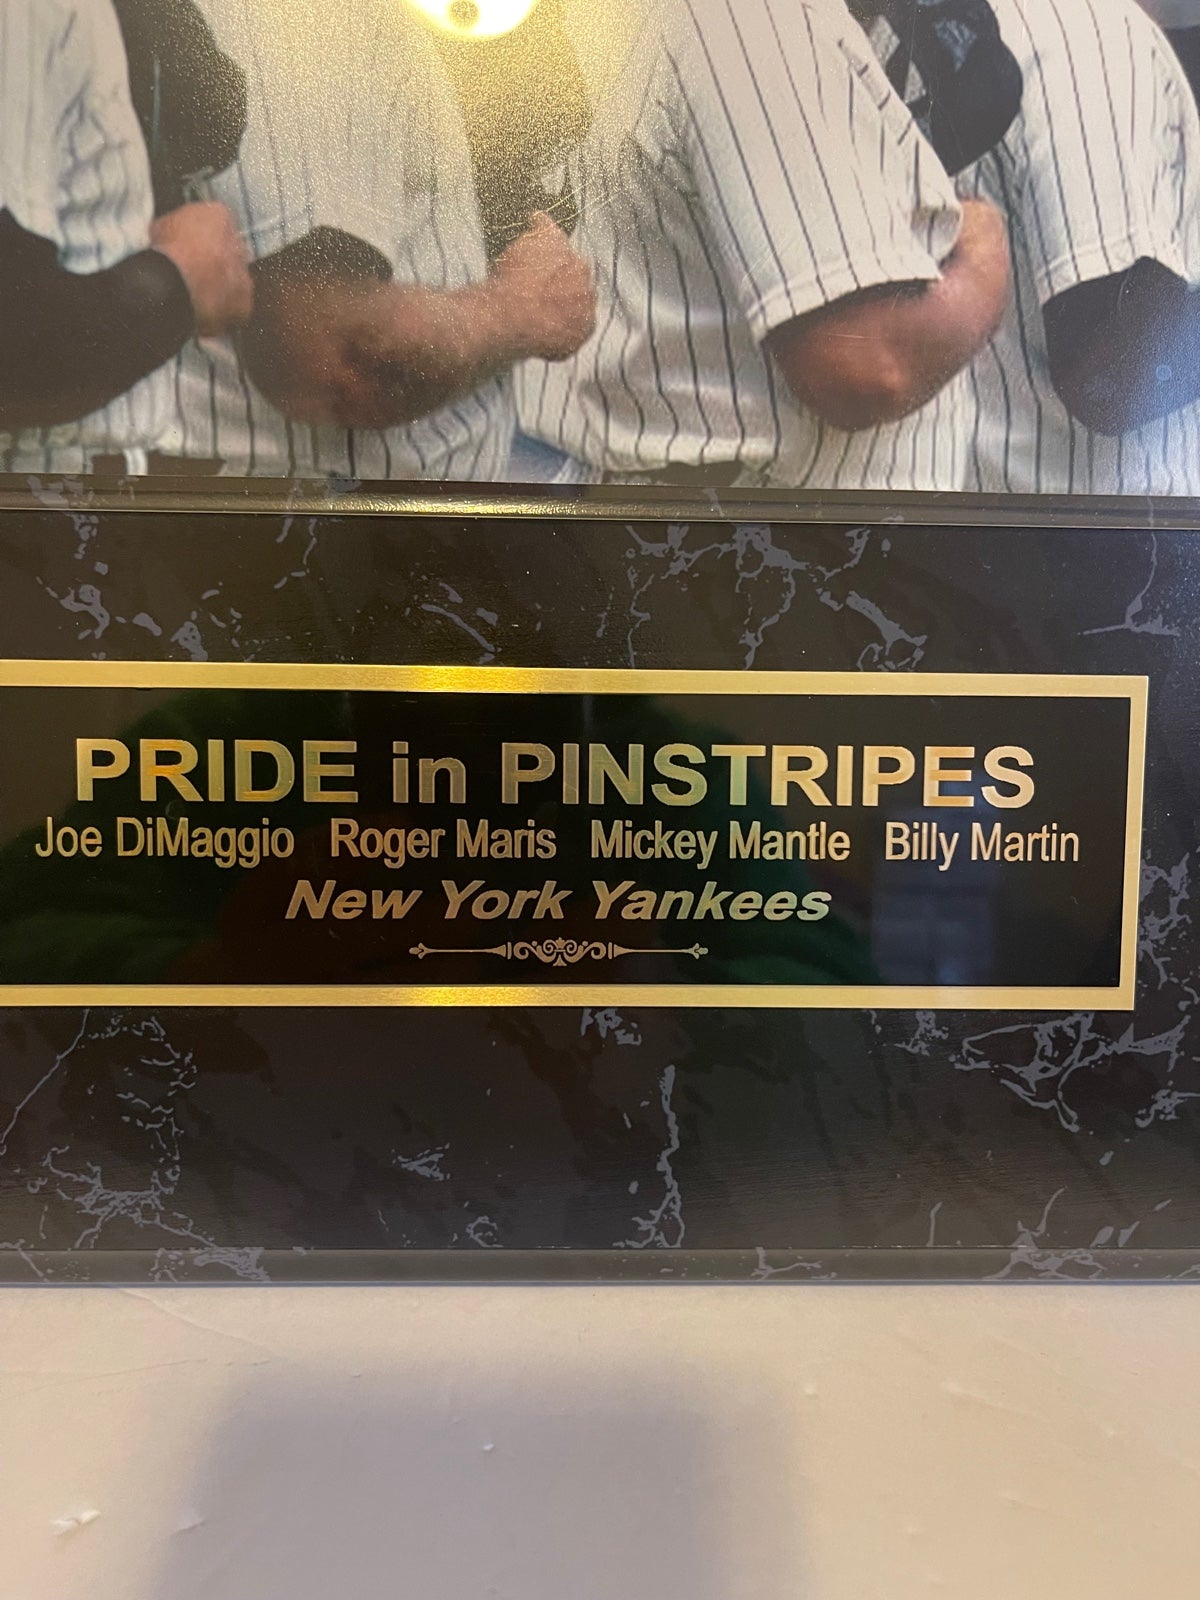 PRIDE in PINSTRIPES
Joe DiMaggio Roger Maris Mickey Mantle Billy Martin
New York Yankees